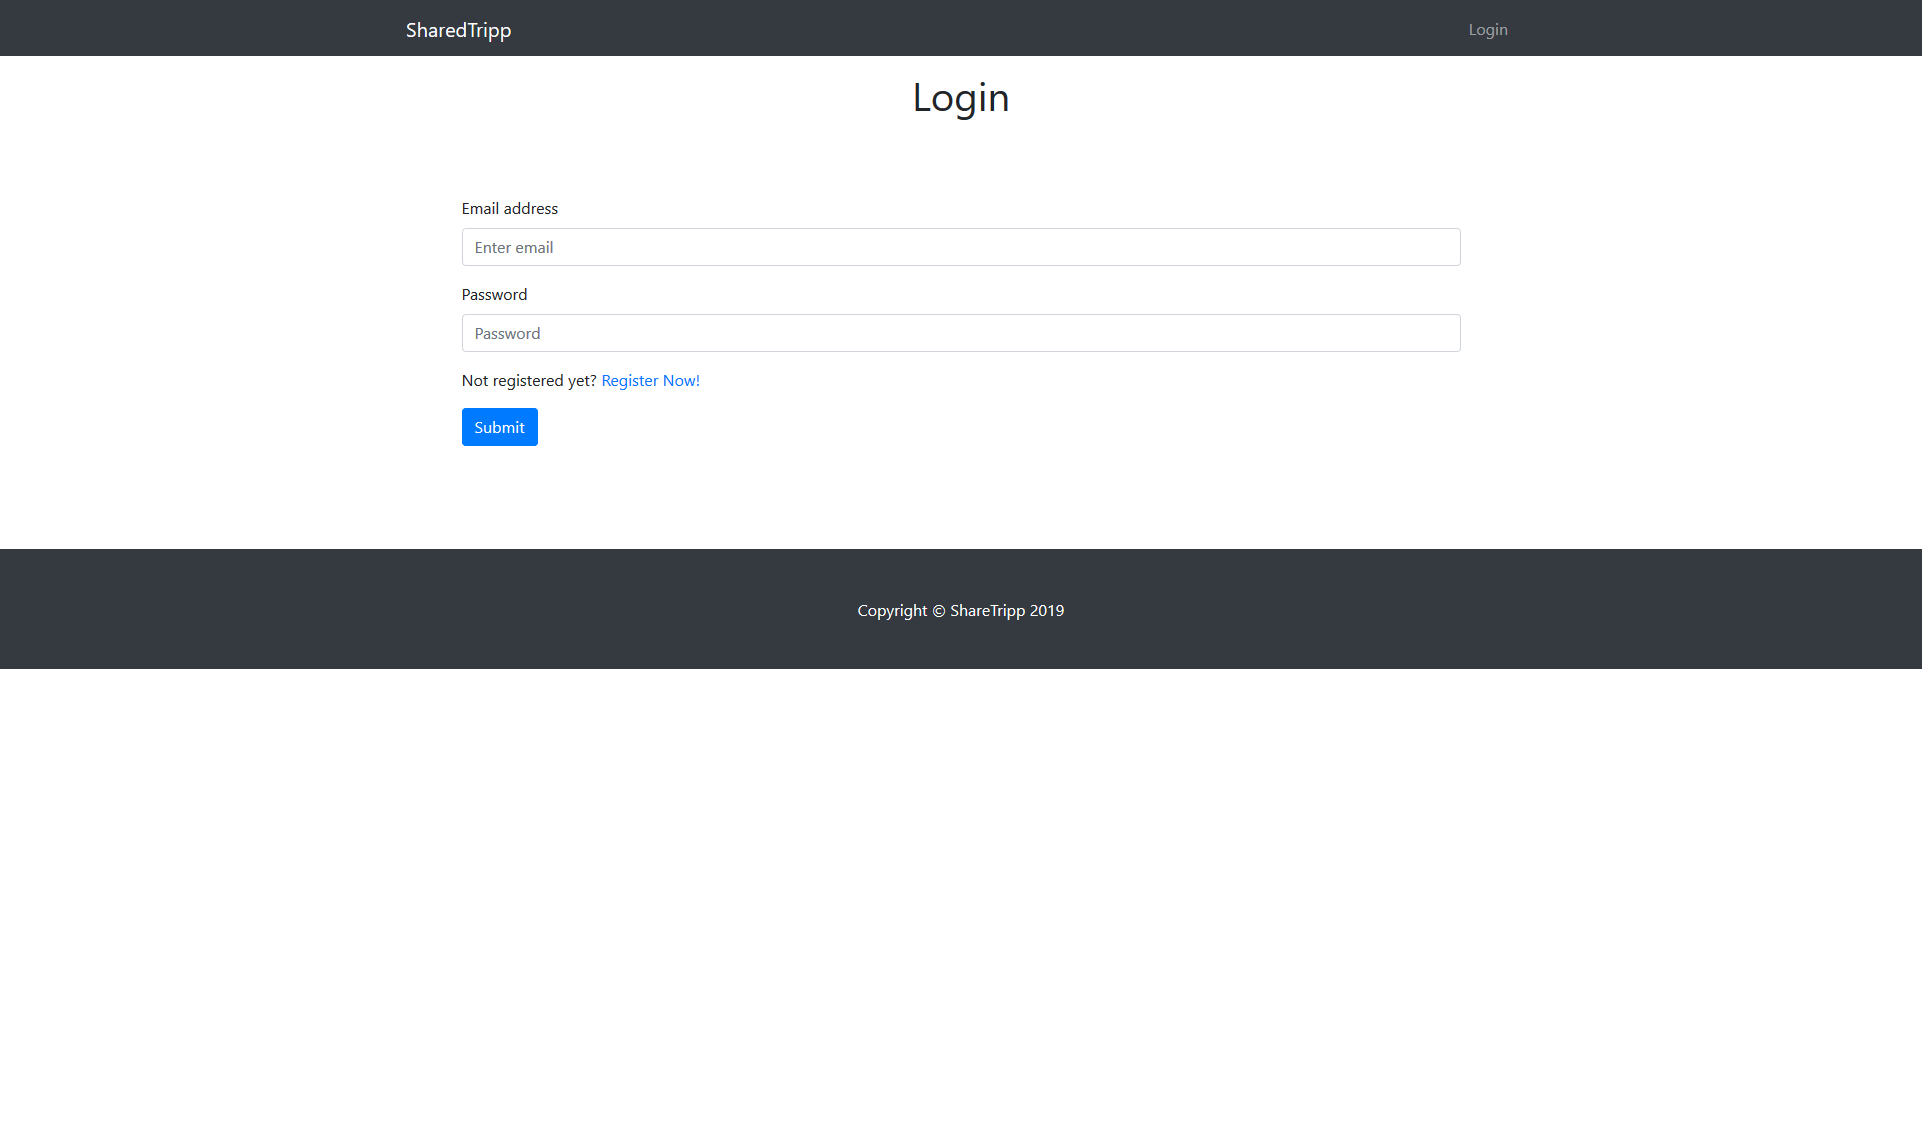 SharedTripp
Login
Login
Email address
Enter email
Password
Password
Not registered yet? Register Now!
Submit
Copyright © ShareTripp 2019